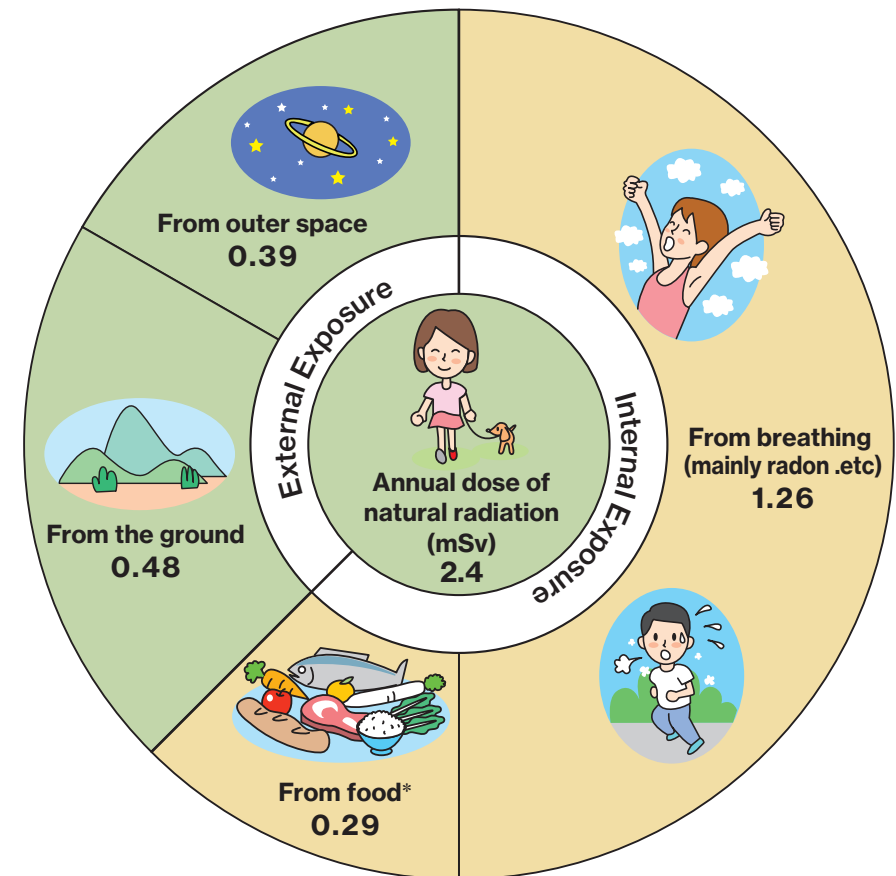 From outer space
0.39
External Exposure
From the ground
0.48
Annual dose of
natural radiation
(mSv)
2.4
Internal Exposure
From breathing
(mainly radon .etc)
1.26
From food*
0.29